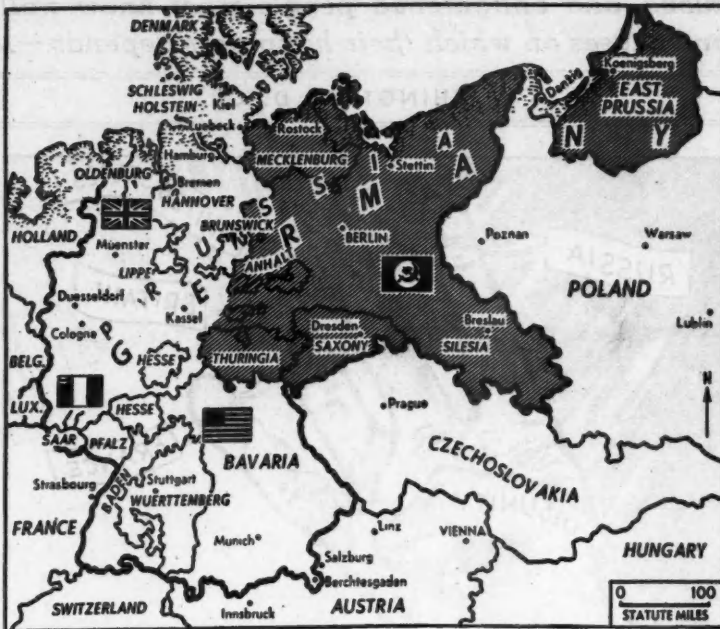 DENMARK
SCHLESWIG
HOLSTEIN
Kiel
Luebeck
Rostock
MECKLENBURG
Hamburg
OLDENBURG
Bremen
HANNOVER
HOLLAND
BRUNSWICK
Stettin
BERLIN
Danzig
Koenigsberg
EAST
PRUSSIA
GERMANY
PRUSSIA
Müenster
LIPPE
ANHALT
Poznan
Warsaw
POLAND
Duesseldorf
Cologne
Kassel
Dresden
SAXONY
Breslau
SILESIA
Lublin
BELG.
HESSE
THURINGIA
LUX.
HESSE
N
Prague
SAAR
PFALZ
BAVARIA
CZECHOSLOVAKIA
Strasbourg
BADEN
Stuttgart
WUERTTEMBERG
FRANCE
Linz
VIENNA
Munich
Salzburg
Berchtesgaden
HUNGARY
SWITZERLAND
Innsbruck
AUSTRIA
0 100
STATUTE MILES